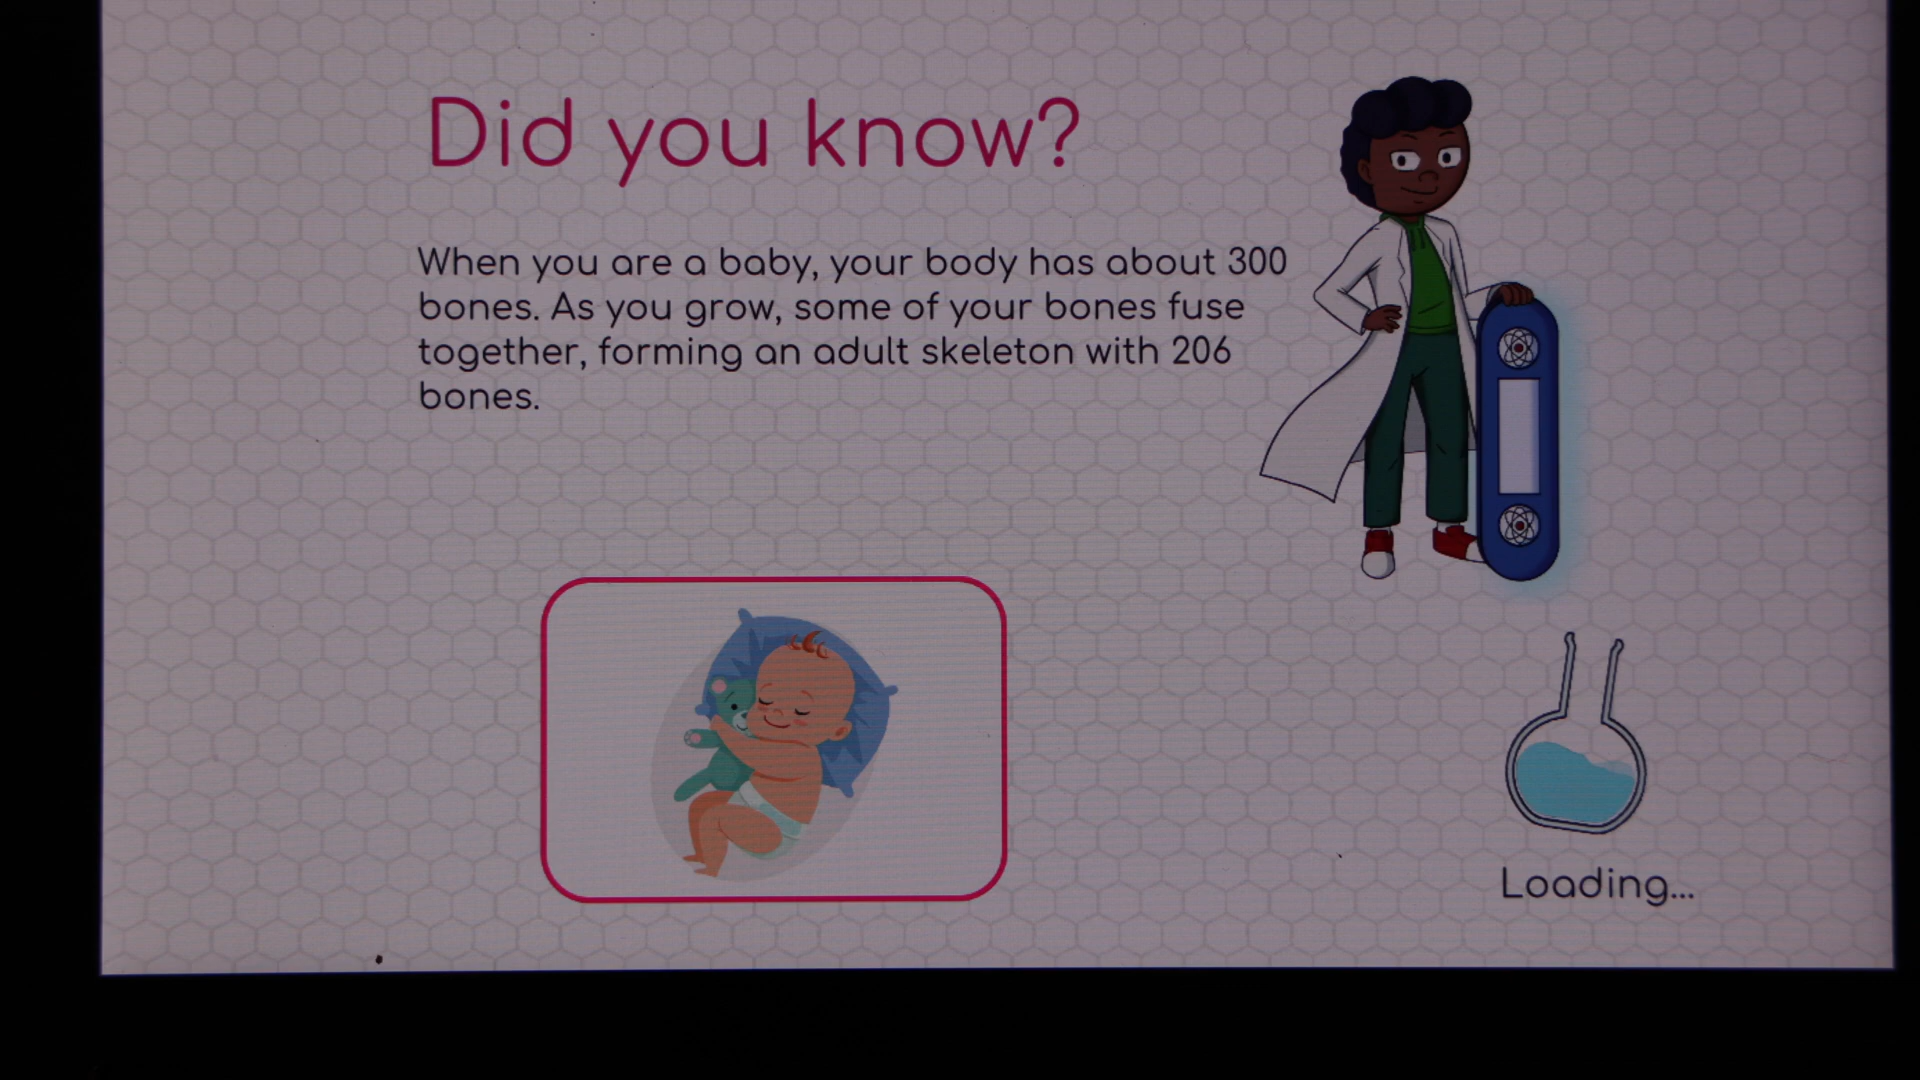 Did you know?
When you are a baby, your body has about 300
bones. As you grow, some of your bones fuse
together, forming an adult skeleton with 206
bones.
Loading...